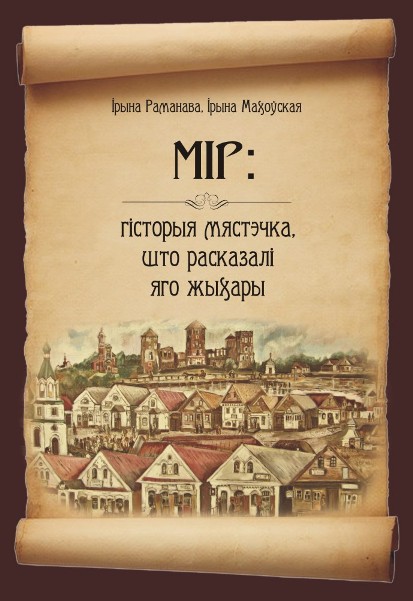 Ірына Раманава, Ірына Махоўская
МІР:
гісторыя мястэчка,
што расказалі
яго жыхары